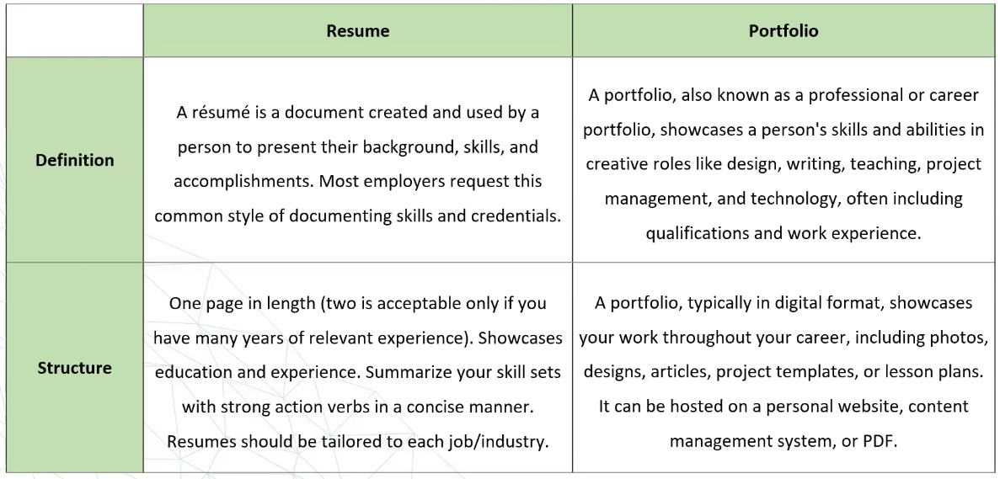 Resume
Portfolio
Definition
A résumé is a document created and used by a
person to present their background, skills, and
accomplishments. Most employers request this
common style of documenting skills and credentials.
A portfolio, also known as a professional or career
portfolio, showcases a person's skills and abilities in
creative roles like design, writing, teaching, project
management, and technology, often including
qualifications and work experience.
Structure
One page in length (two is acceptable only if you
have many years of relevant experience). Showcases
education and experience. Summarize your skill sets
with strong action verbs in a concise manner.
Resumes should be tailored to each job/industry.
A portfolio, typically in digital format, showcases
your work throughout your career, including photos,
designs, articles, project templates, or lesson plans.
It can be hosted on a personal website, content
management system, or PDF.